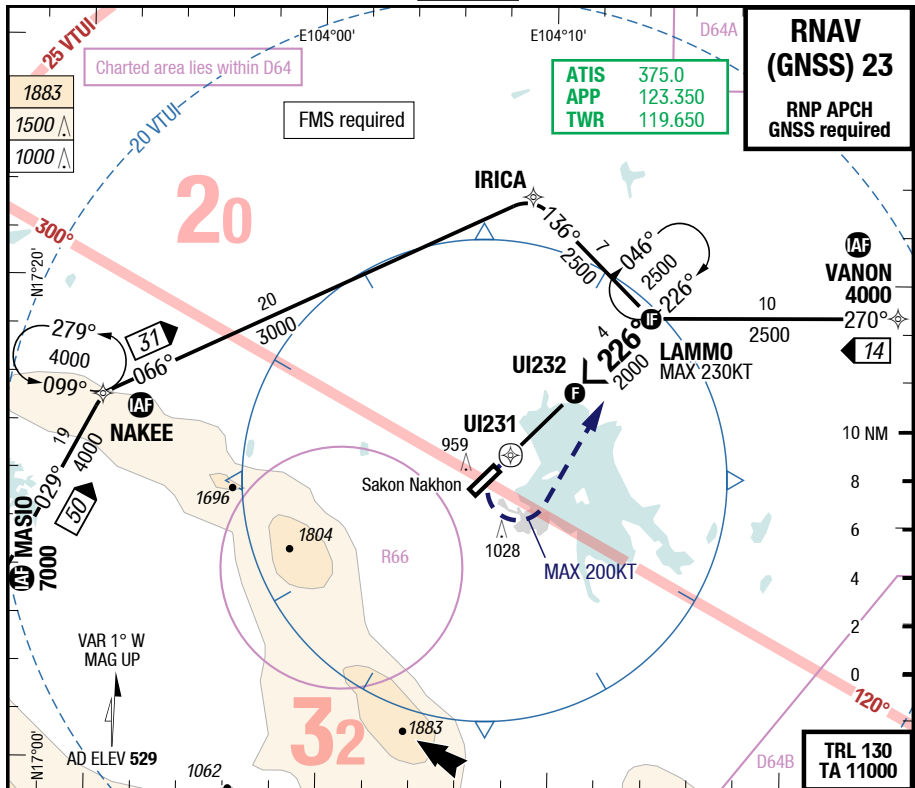 E104°00'
E104°10'
D64A
25 VTUI
20 VTUI
Charted area lies within D64
FMS required
ATIS 375.0
APP 123.350
TWR 119.650
RNAV
(GNSS) 23
RNP APCH
GNSS required
1883
1500
1000
20
300°
N17°20'
IRICA
136°
7
2500
046°
2500
226°
IAF
VANON
4000
270°
10
2500
14
20
3000
279°
4000
099°
31
066°
IAF
NAKEE
IF
LAMMO
MAX 230KT
4
226°
2000
UI232
F
UI231
959
Sakon Nakhon
1028
MAX 200KT
19
4000
029°
50
IAF MASIO
7000
1696
1804
R66
10 NM
8
6
4
2
0
VAR 1° W
MAG UP
AD ELEV 529
N17°00'
1062
32
1883
120°
D64B
TRL 130
TA 11000